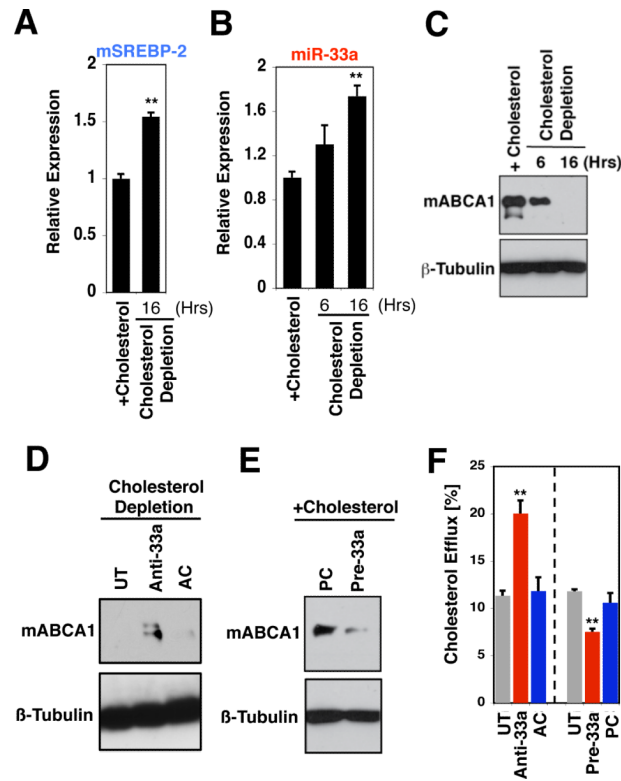 A
mSREBP-2
Relative Expression
2
1.5
1
0.5
0
**
16 (Hrs)
+Cholesterol
Cholesterol
Depletion
B
miR-33a
Relative Expression
2
1.6
1.2
0.8
0.4
0
**
6 16 (Hrs)
+Cholesterol
Cholesterol
Depletion
C
+ Cholesterol
Cholesterol
Depletion
6 16 (Hrs)
mABCA1
β-Tubulin
D
Cholesterol
Depletion
UT
Anti-33a
AC
mABCA1
ß-Tubulin
E
+Cholesterol
PC
Pre-33a
mABCA1
ß-Tubulin
F
Cholesterol Efflux [%]
25
20
15
10
5
0
**
**
UT
Anti-33a
AC
UT
Pre-33a
PC